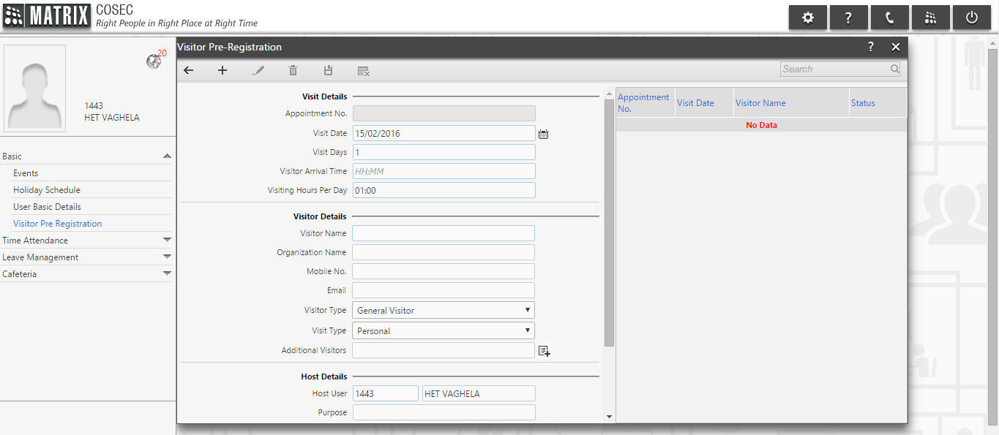 MATRIX
COSEC
Right People in Right Place at Right Time
?
20
1443
HET VAGHELA
Basic
Events
Holiday Schedule
User Basic Details
Visitor Pre Registration
Time Attendance
Leave Management
Cafeteria
Visitor Pre-Registration
?
Search
Visit Details
Appointment No.
Visit Date 15/02/2016
Visit Days 1
Visitor Arrival Time HH:MM
Visiting Hours Per Day 01:00
Visitor Details
Visitor Name
Organization Name
Mobile No.
Email
Visitor Type General Visitor
Visit Type Personal
Additional Visitors
Host Details
Host User 1443 HET VAGHELA
Purpose
Appointment No. Visit Date Visitor Name Status
No Data